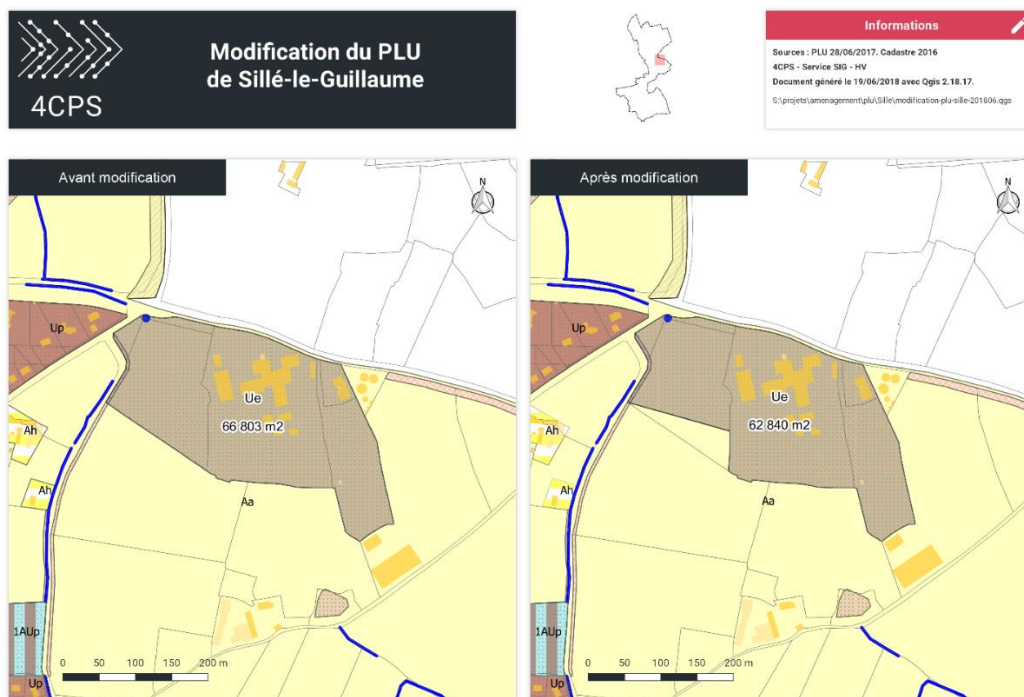 4CPS
Modification du PLU
de Sillé-le-Guillaume
Informations
Sources : PLU 28/06/2017. Cadastre 2016
4CPS - Service SIG - HV
Document généré le 19/06/2018 avec Qgis 2.18.17.
S:\projets\amenagement\plu\Sille\modification-plu-sille-201806.qgs
Avant modification
N
Up
Ue
66 803 m2
Ah
Ah
Aa
1AUp
Up
0 50 100 150 200 m
Après modification
N
Up
Ue
62 840 m2
Ah
Ah
Aa
1AUp
Up
0 50 100 150 200 m